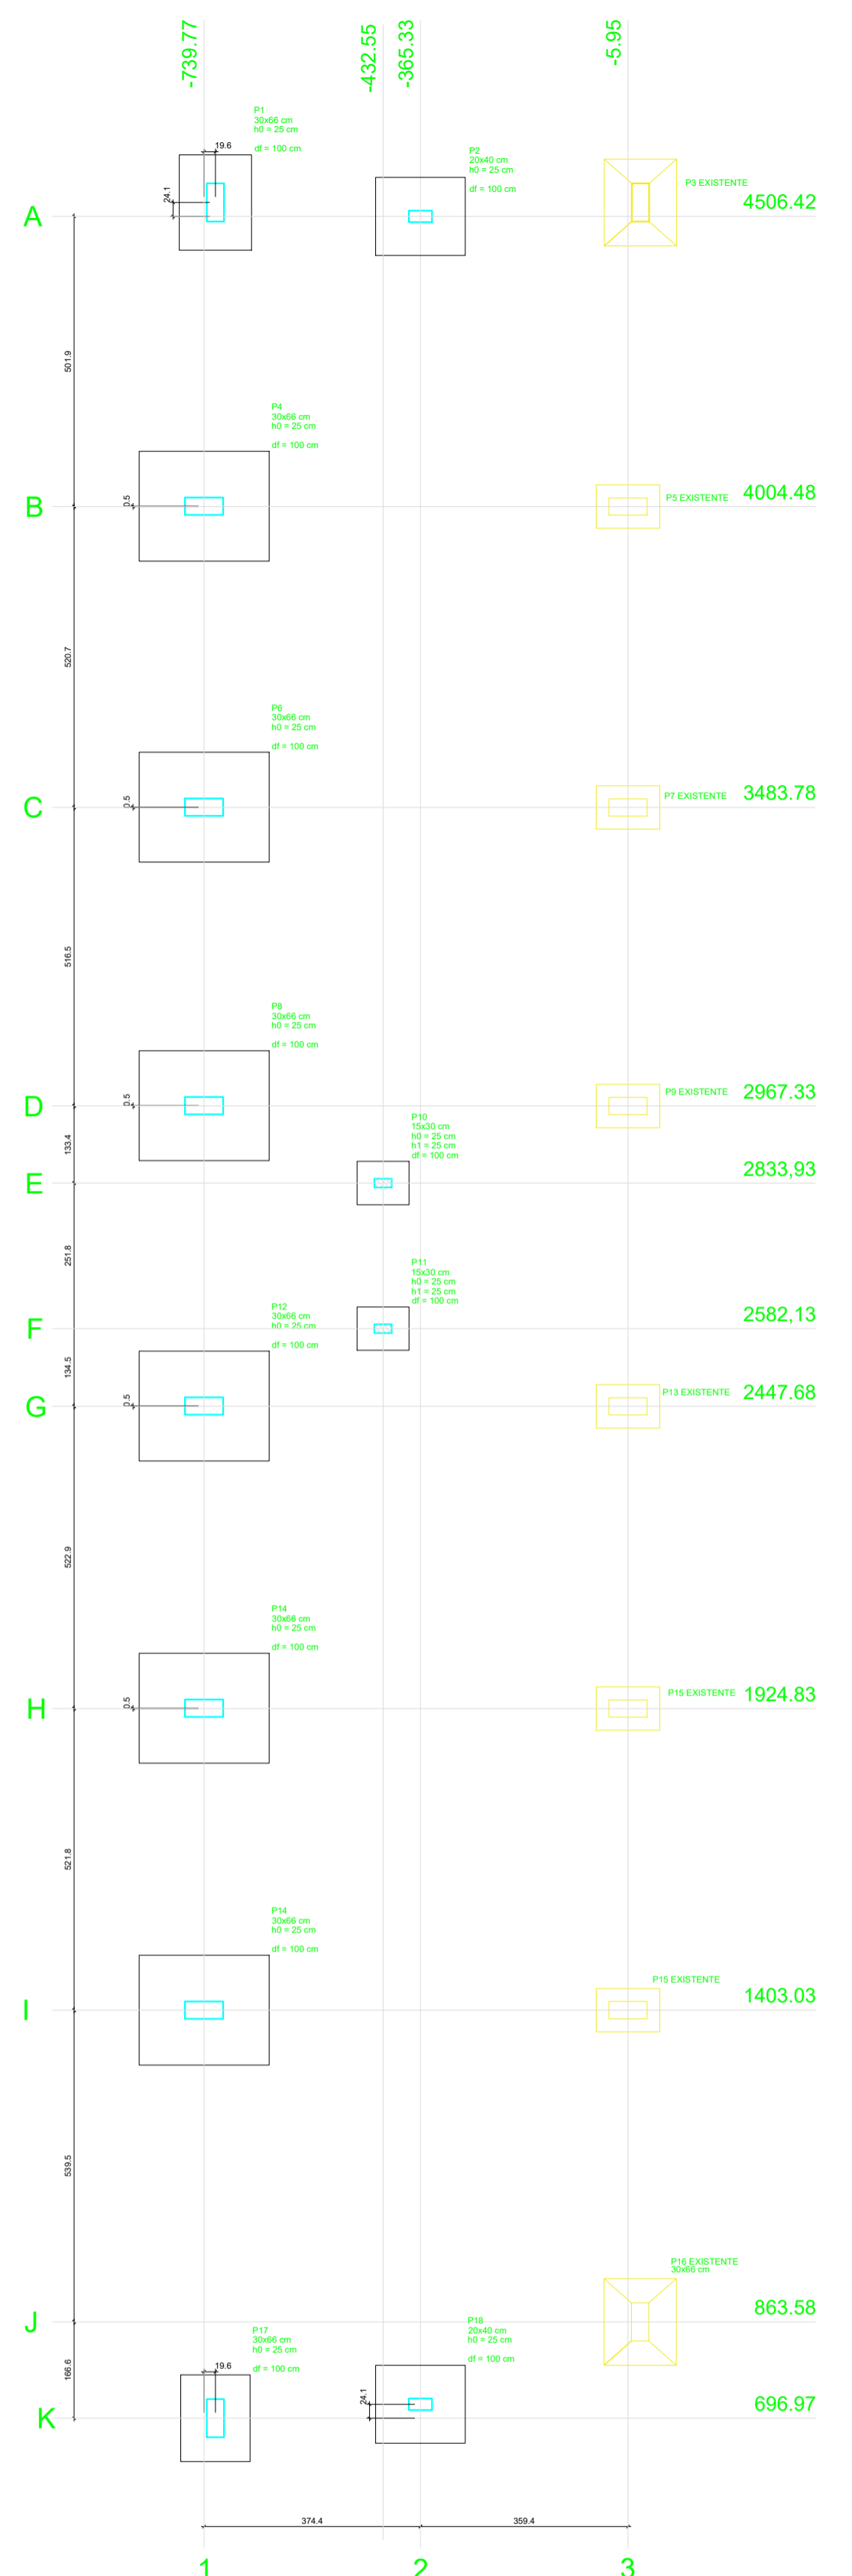 -739.77
-432.55
-365.33
-5.95
P1
30x66 cm
h0 = 25 cm
df = 100 cm
19.6
24.1
P2
20x40 cm
h0 = 25 cm
df = 100 cm
P3 EXISTENTE
4506.42
A
501.9
P4
30x66 cm
h0 = 25 cm
df = 100 cm
0.5
P5 EXISTENTE
4004.48
B
520.7
P6
30x66 cm
h0 = 25 cm
df = 100 cm
0.5
P7 EXISTENTE
3483.78
C
516.5
P8
30x66 cm
h0 = 25 cm
df = 100 cm
0.5
P9 EXISTENTE
2967.33
D
133.4
P10
15x30 cm
h0 = 25 cm
h1 = 25 cm
df = 100 cm
2833,93
E
251.8
P11
15x30 cm
h0 = 25 cm
h1 = 25 cm
df = 100 cm
2582,13
F
134.5
P12
30x66 cm
h0 = 25 cm
df = 100 cm
0.5
P13 EXISTENTE
2447.68
G
522.9
P14
30x66 cm
h0 = 25 cm
df = 100 cm
0.5
P15 EXISTENTE
1924.83
H
521.8
P14
30x66 cm
h0 = 25 cm
df = 100 cm
P15 EXISTENTE
1403.03
I
539.5
P16 EXISTENTE
30x66 cm
863.58
J
166.6
P17
30x66 cm
h0 = 25 cm
df = 100 cm
19.6
P18
20x40 cm
h0 = 25 cm
df = 100 cm
24.1
696.97
K
374.4
359.4
1
2
3